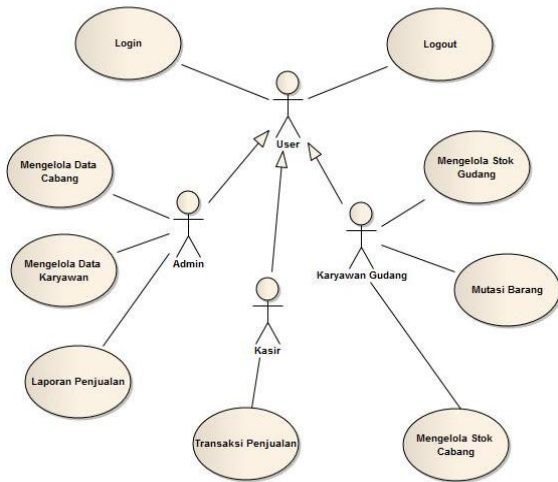 Login
Logout
User
Mengelola Data
Cabang
Mengelola Stok
Gudang
Mengelola Data
Karyawan
Admin
Karyawan Gudang
Mutasi Barang
Kasir
Laporan Penjualan
Transaksi Penjualan
Mengelola Stok
Cabang